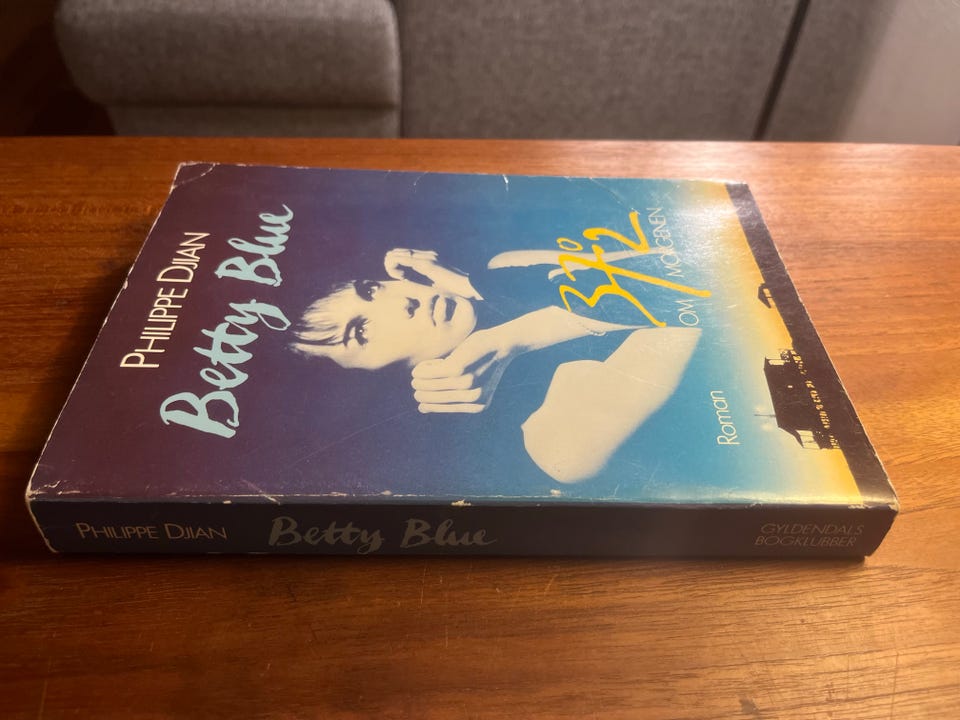 PHILIPPE DJIAN
Betty Blue
37°2
OM MORGENEN
Roman
PHILIPPE DJIAN
Betty Blue
GYLDENDALS
BOGKLUBBER